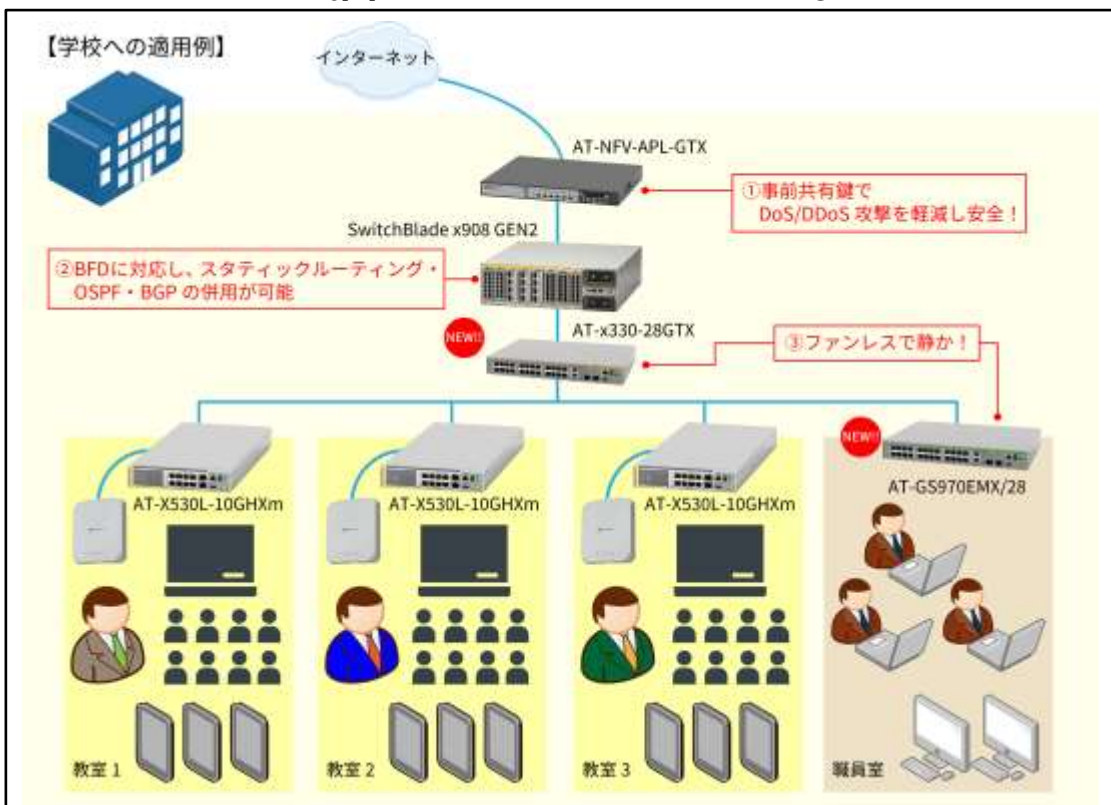 【学校への適用例】
インターネット
AT-NFV-APL-GTX
①事前共有鍵で
DoS/DDoS 攻撃を軽減し安全！
SwitchBlade x908 GEN2
②BFDに対応し、スタティックルーティング・
OSPF・BGP の併用が可能
NEW!!
AT-x330-28GTX
③ファンレスで静か！
NEW!!
AT-GS970EMX/28
AT-X530L-10GHXm
AT-X530L-10GHXm
AT-X530L-10GHXm
教室 1
教室 2
教室 3
職員室